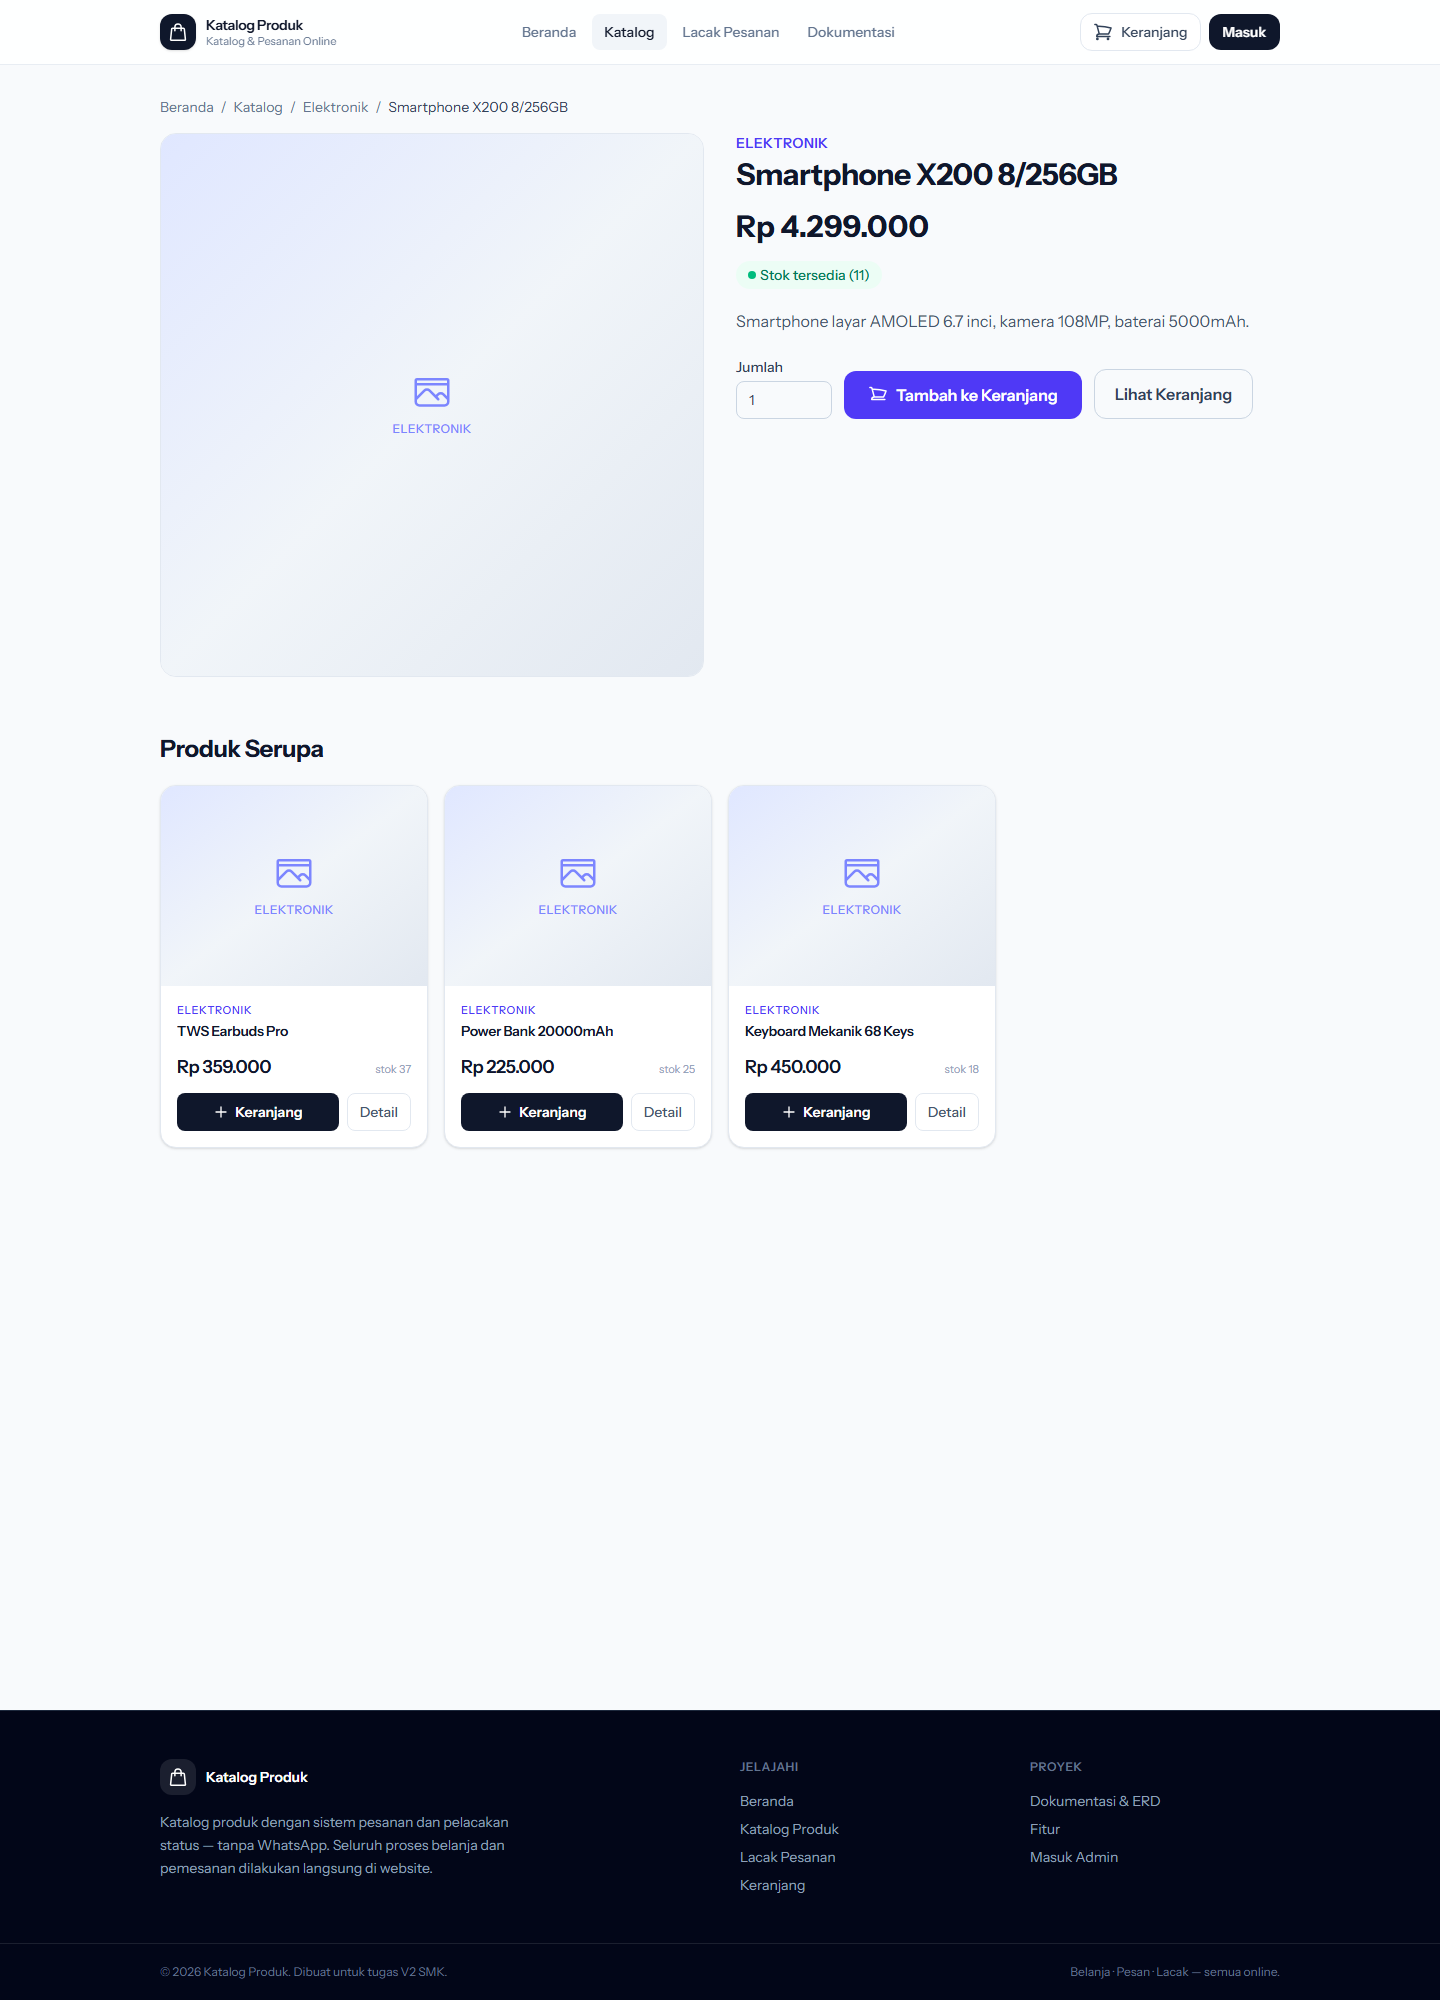 Katalog Produk
Katalog & Pesanan Online
Beranda
Katalog
Lacak Pesanan
Dokumentasi
Keranjang
Masuk
Beranda / Katalog / Elektronik / Smartphone X200 8/256GB
ELEKTRONIK
ELEKTRONIK
Smartphone X200 8/256GB
Rp 4.299.000
Stok tersedia (11)
Smartphone layar AMOLED 6.7 inci, kamera 108MP, baterai 5000mAh.
Jumlah
1
Tambah ke Keranjang
Lihat Keranjang
Produk Serupa
ELEKTRONIK
ELEKTRONIK
TWS Earbuds Pro
Rp 359.000
stok 37
Keranjang
Detail
ELEKTRONIK
ELEKTRONIK
Power Bank 20000mAh
Rp 225.000
stok 25
Keranjang
Detail
ELEKTRONIK
ELEKTRONIK
Keyboard Mekanik 68 Keys
Rp 450.000
stok 18
Keranjang
Detail
Katalog Produk
Katalog produk dengan sistem pesanan dan pelacakan
status — tanpa WhatsApp. Seluruh proses belanja dan
pemesanan dilakukan langsung di website.
JELAJAHI
Beranda
Katalog Produk
Lacak Pesanan
Keranjang
PROYEK
Dokumentasi & ERD
Fitur
Masuk Admin
© 2026 Katalog Produk. Dibuat untuk tugas V2 SMK.
Belanja · Pesan · Lacak — semua online.